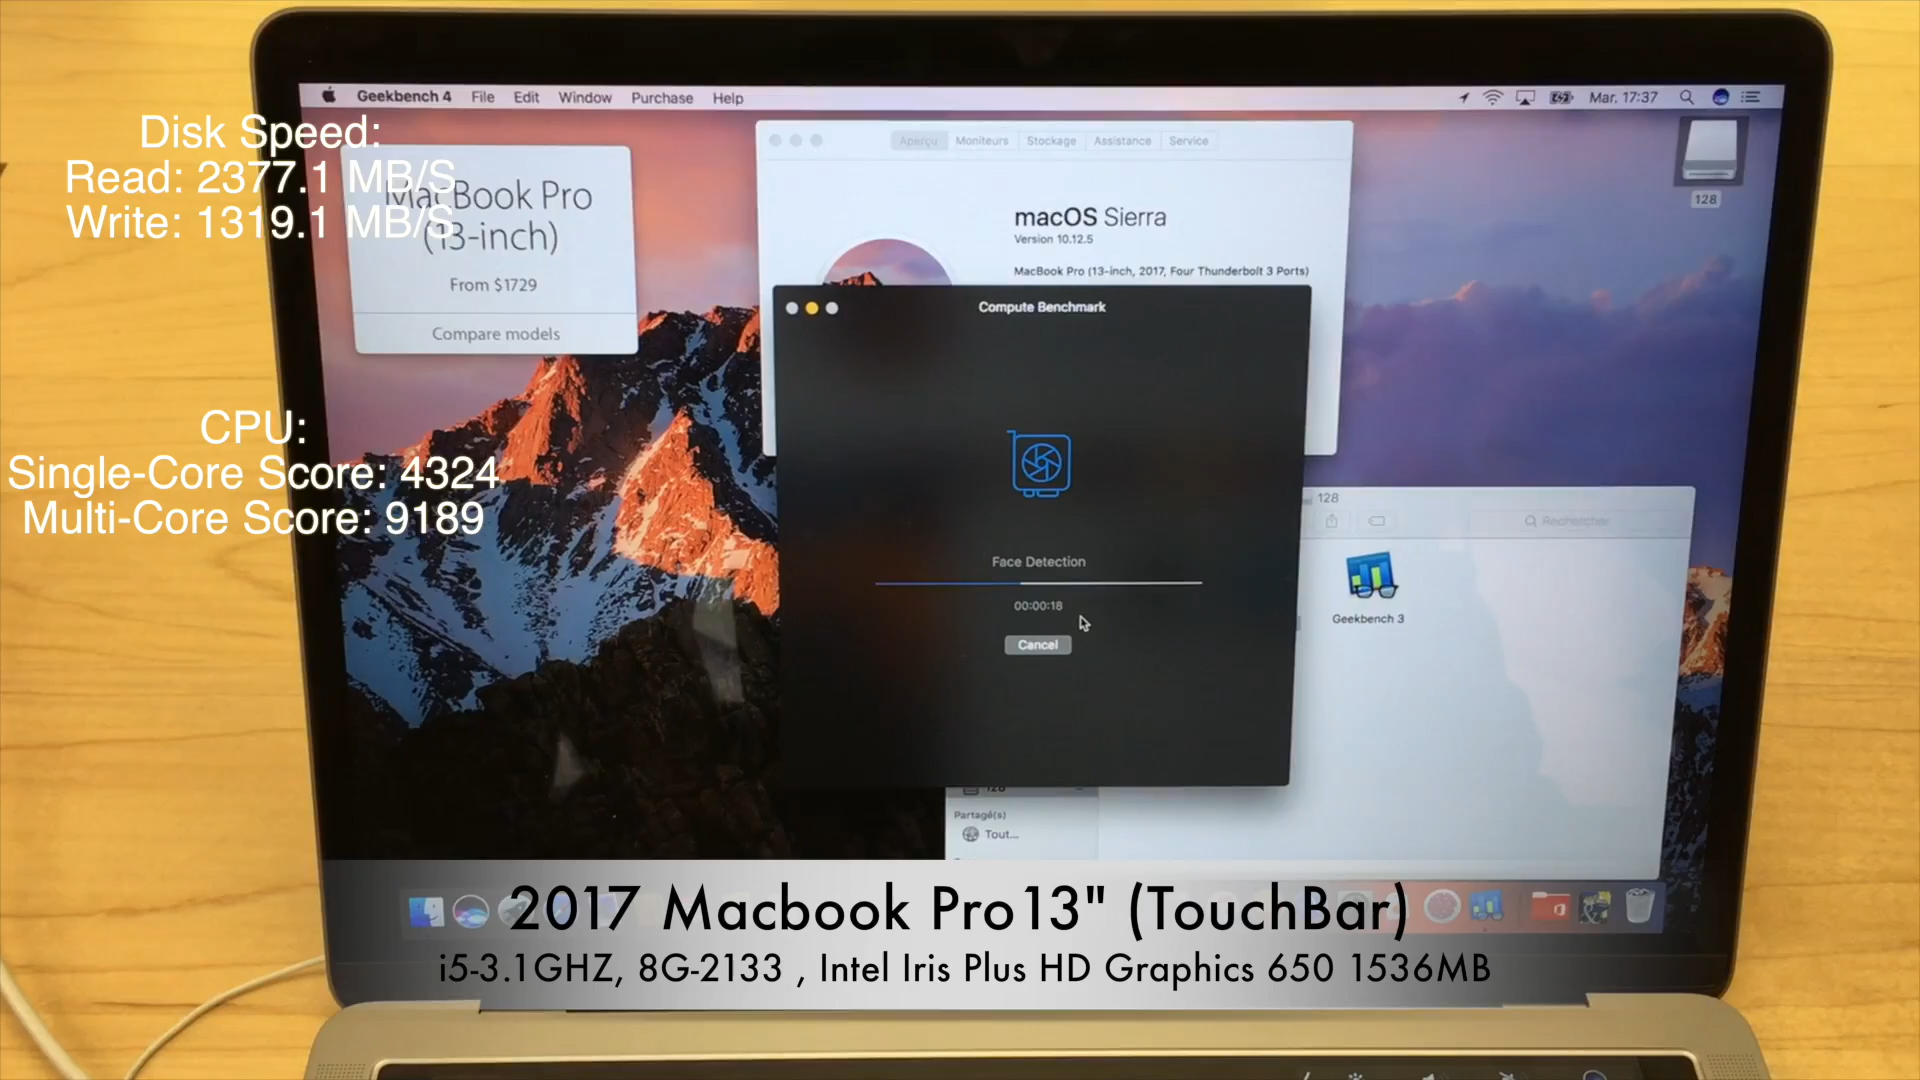 Geekbench 4 File Edit Window Purchase Help
Mar. 17:37
Disk Speed:
Read: 2377.1 MB/S
Write: 1319.1 MB/S
MacBook Pro
(13-inch)
From $1729
Compare models
Aperçu Moniteurs Stockage Assistance Service
macOS Sierra
Version 10.12.5
MacBook Pro (13-inch, 2017, Four Thunderbolt 3 Ports)
128
Compute Benchmark
CPU:
Single-Core Score: 4324
Multi-Core Score: 9189
Face Detection
00:00:18
Cancel
128
Rechercher
Geekbench 3
128
Partagé(s)
Tout...
2017 Macbook Pro13" (TouchBar)
i5-3.1GHZ, 8G-2133 , Intel Iris Plus HD Graphics 650 1536MB